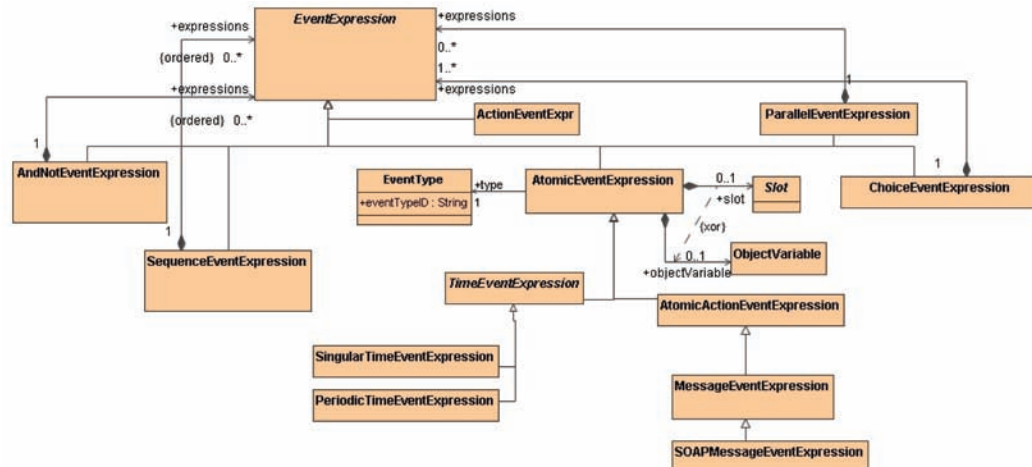 EventExpression
+expressions
+expressions
{ordered} 0..*
0..*
1..*
+expressions
+expressions
{ordered} 0..*
1
ActionEventExpr
ParallelEventExpression
1
AndNotEventExpression
1
EventType
+eventTypeID : String
+type
1
AtomicEventExpression
0..1
+slot
Slot
1
ChoiceEventExpression
{xor}
1
SequenceEventExpression
0..1
+objectVariable
ObjectVariable
TimeEventExpression
AtomicActionEventExpression
SingularTimeEventExpression
PeriodicTimeEventExpression
MessageEventExpression
SOAPMessageEventExpression